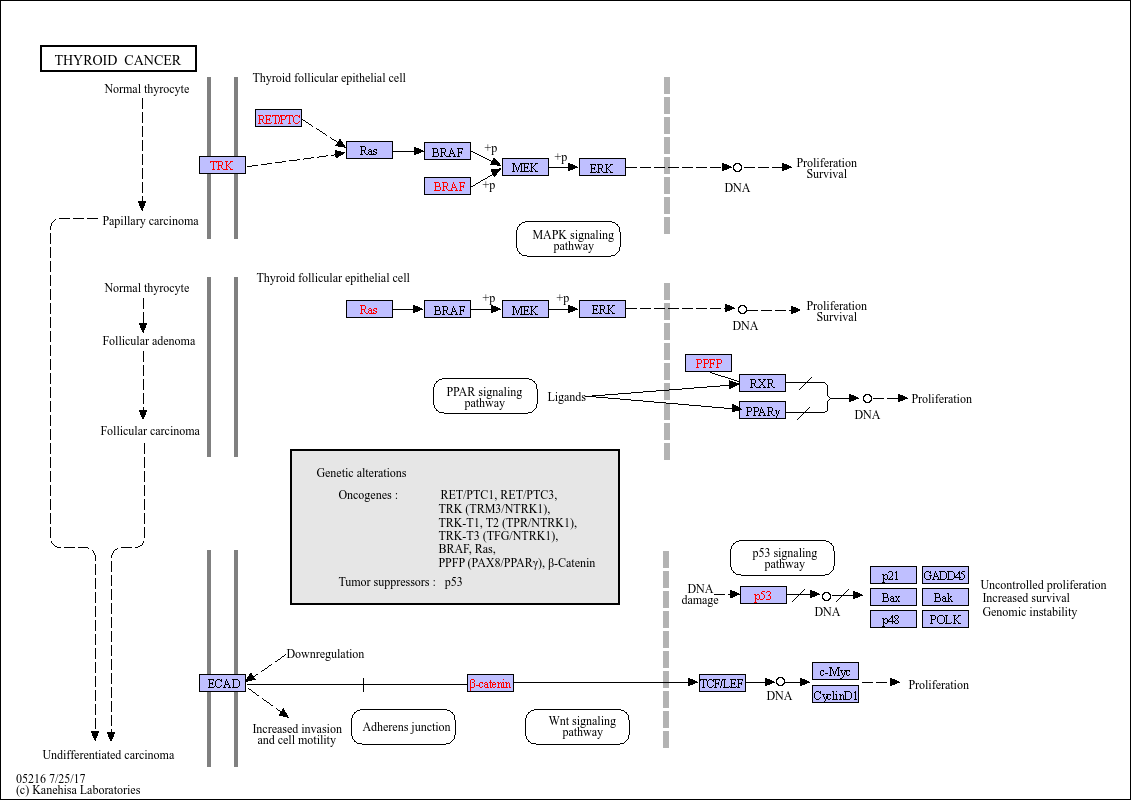 THYROID CANCER
Normal thyrocyte
Thyroid follicular epithelial cell
RET/PTC
TRK
Ras
BRAF
+p
BRAF
+p
MEK
+p
ERK
DNA
Proliferation
Survival
Papillary carcinoma
MAPK signaling
pathway
Normal thyrocyte
Thyroid follicular epithelial cell
Ras
BRAF
+p
MEK
+p
ERK
DNA
Proliferation
Survival
Follicular adenoma
PPFP
PPAR signaling
pathway
Ligands
RXR
PPARγ
DNA
Proliferation
Follicular carcinoma
Genetic alterations
Oncogenes :
RET/PTC1, RET/PTC3,
TRK (TRM3/NTRK1),
TRK-T1, T2 (TPR/NTRK1),
TRK-T3 (TFG/NTRK1),
BRAF, Ras,
PPFP (PAX8/PPARγ), β-Catenin
Tumor suppressors : p53
p53 signaling
pathway
DNA
damage
p53
DNA
p21
GADD45
Bax
Bak
p48
POLK
Uncontrolled proliferation
Increased survival
Genomic instability
Downregulation
ECAD
β-catenin
TCF/LEF
DNA
c-Myc
CyclinD1
Proliferation
Increased invasion
and cell motility
Adherens junction
Wnt signaling
pathway
Undifferentiated carcinoma
05216 7/25/17
(c) Kanehisa Laboratories